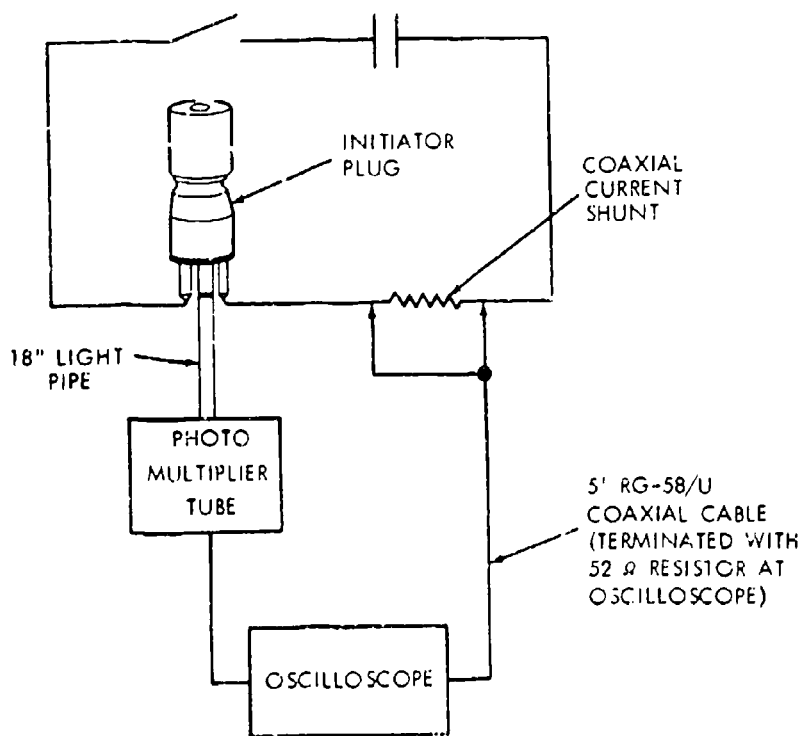 INITIATOR
PLUG
COAXIAL
CURRENT
SHUNT
18" LIGHT
PIPE
PHOTO
MULTIPLIER
TUBE
5' RG-58/U
COAXIAL CABLE
(TERMINATED WITH
52 Ω RESISTOR AT
OSCILLOSCOPE)
OSCILLOSCOPE